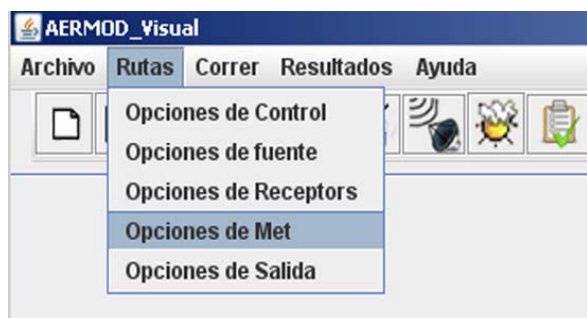 AERMOD_Visual
Archivo Rutas Correr Resultados Ayuda
Opciones de Control
Opciones de fuente
Opciones de Receptors
Opciones de Met
Opciones de Salida